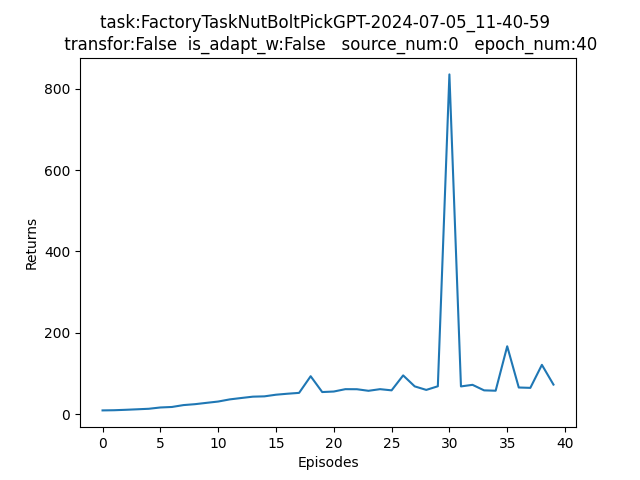 task:FactoryTaskNutBoltPickGPT-2024-07-05_11-40-59
transfor:False is_adapt_w:False source_num:0 epoch_num:40
800
600
400
200
0
Returns
0 5 10 15 20 25 30 35 40
Episodes